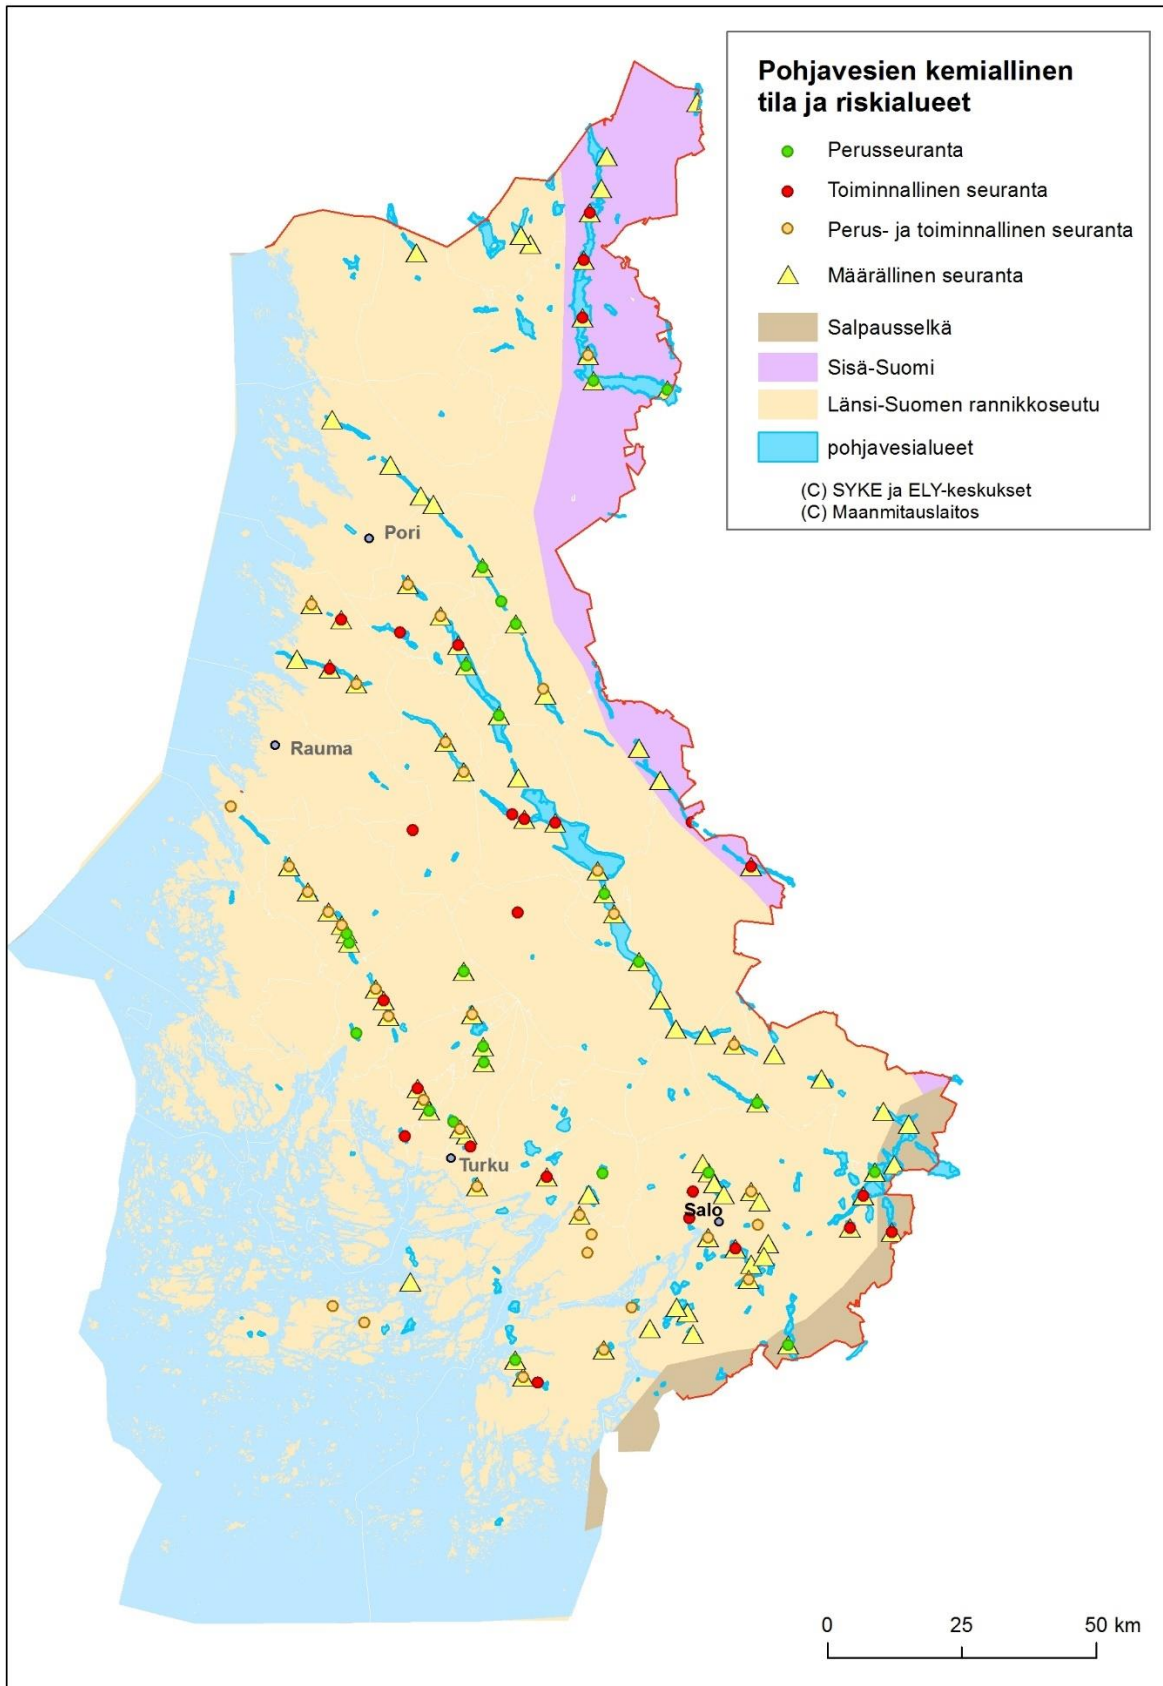 Pohjavesien kemiallinen
tila ja riskialueet
Perusseuranta
Toiminnallinen seuranta
Perus- ja toiminnallinen seuranta
Määrällinen seuranta
Salpausselkä
Sisä-Suomi
Länsi-Suomen rannikkoseutu
pohjavesialueet
(C) SYKE ja ELY-keskukset
(C) Maanmitauslaitos
Pori
Rauma
Turku
Salo
0 25 50 km